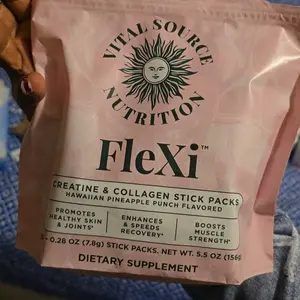 VITAL SOURCE
NUTRITION
FleXi™
CREATINE & COLLAGEN STICK PACKS
HAWAIIAN PINEAPPLE PUNCH FLAVORED
PROMOTES HEALTHY SKIN & JOINTS*
ENHANCES & SPEEDS RECOVERY*
BOOSTS MUSCLE STRENGTH*
0.28 OZ (7.8g) STICK PACKS. NET WT. 5.5 OZ (156g)
DIETARY SUPPLEMENT